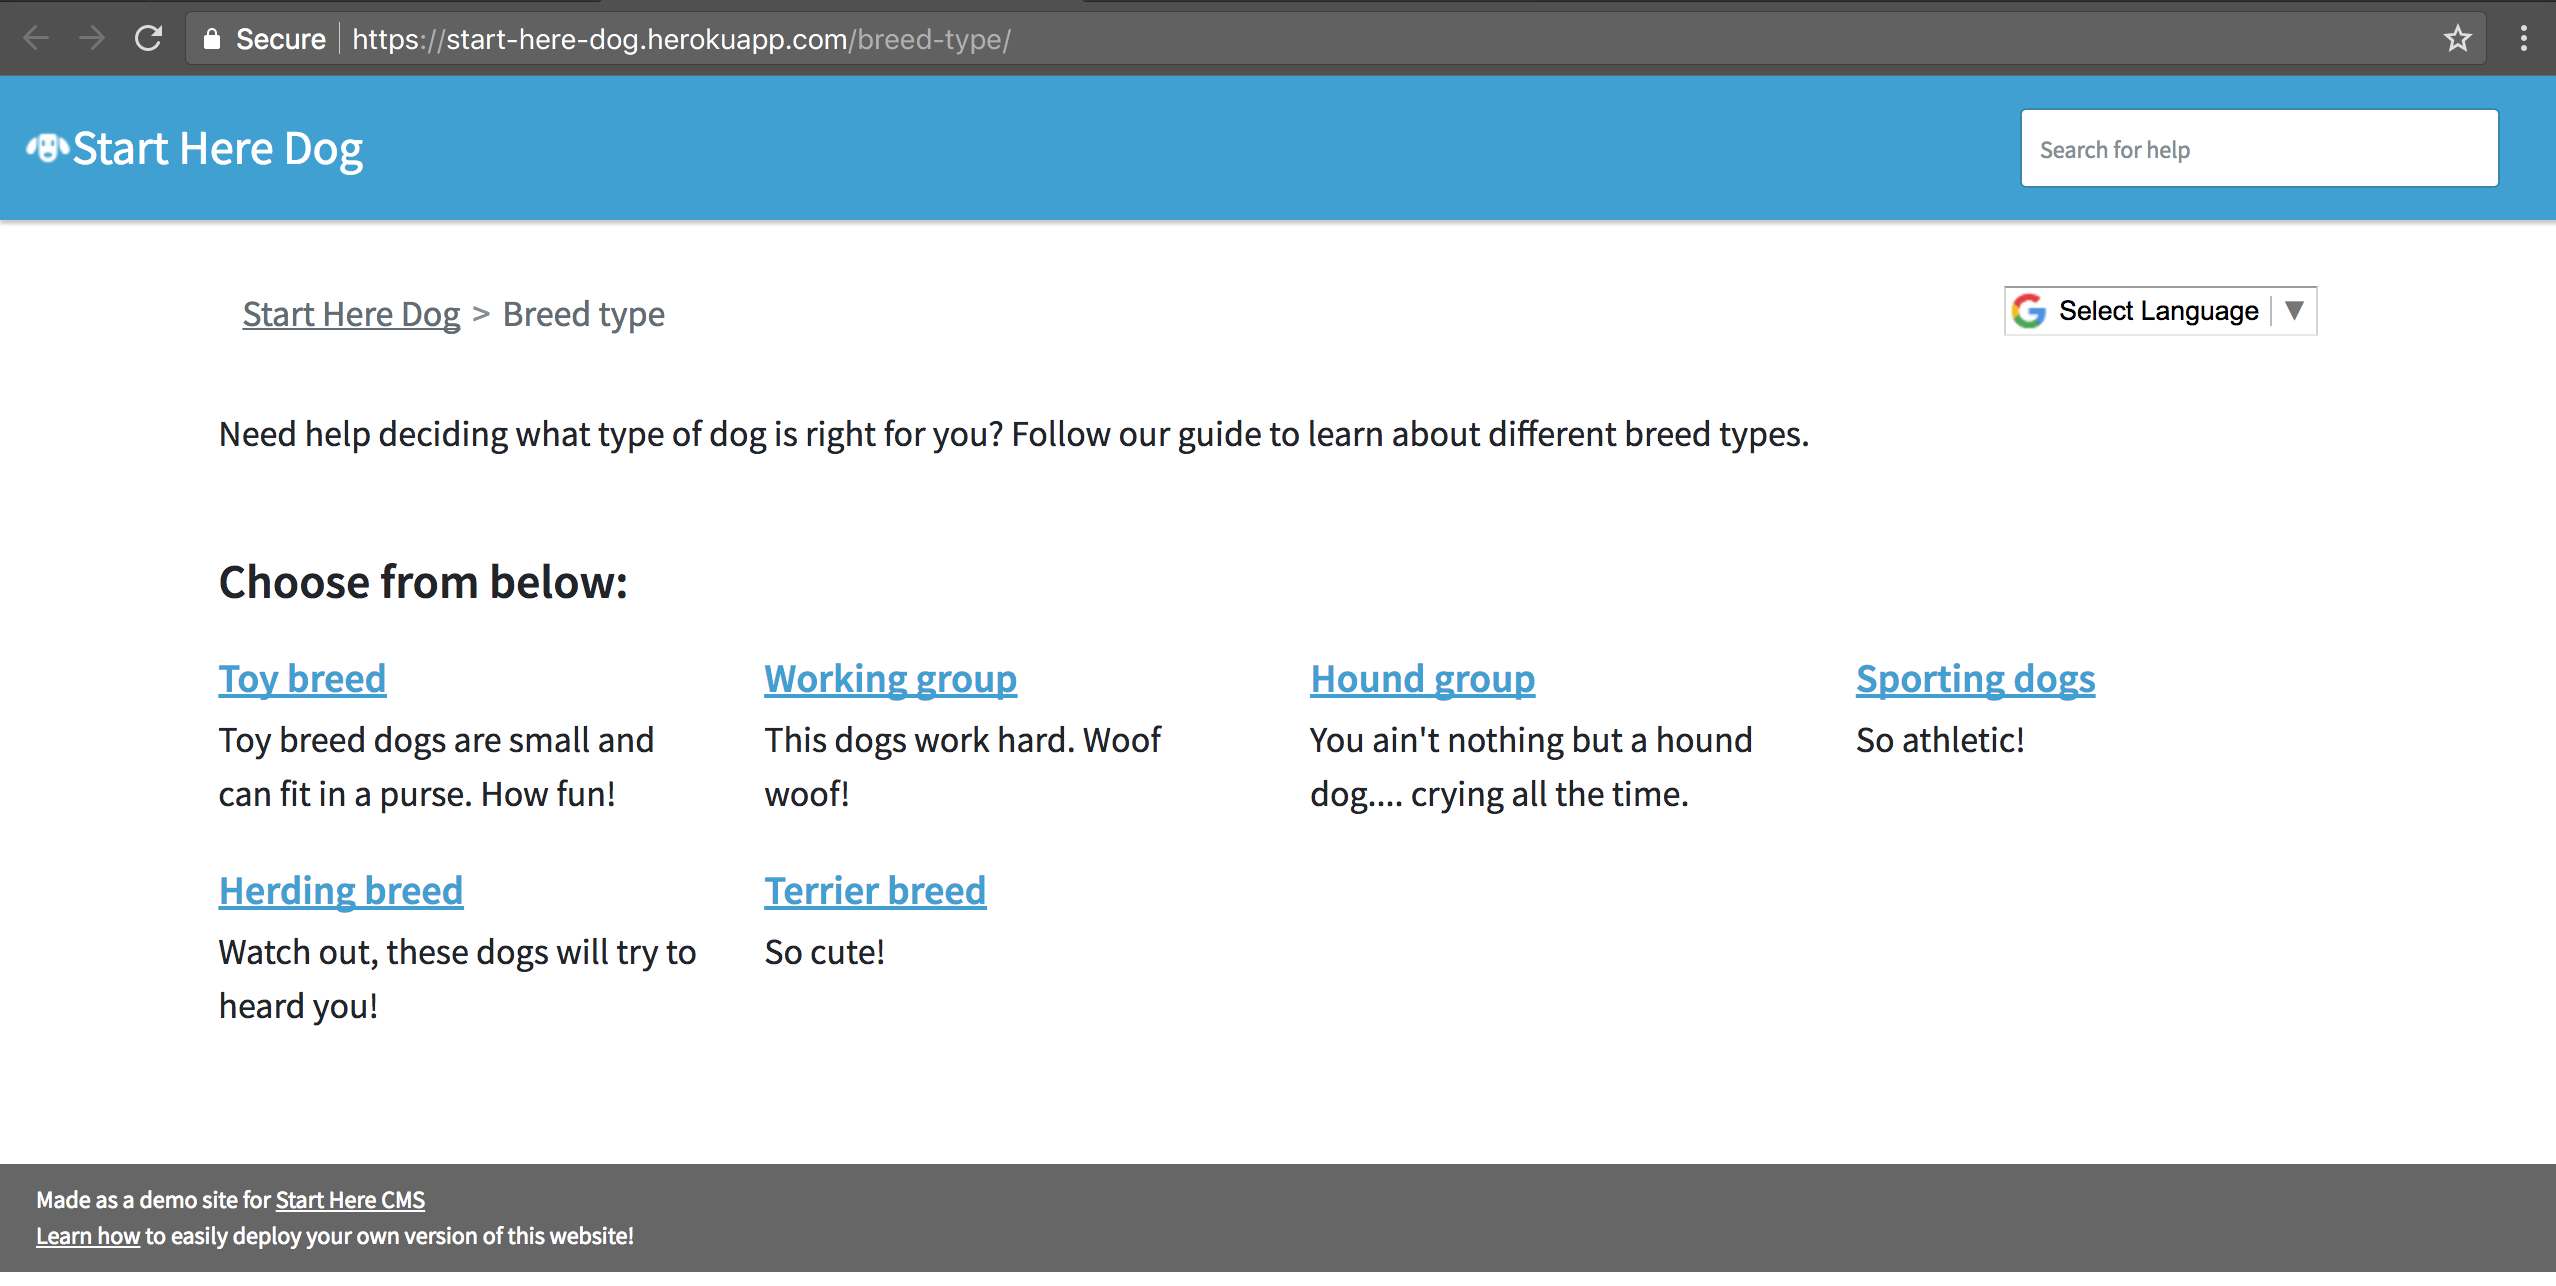 Secure https://start-here-dog.herokuapp.com/breed-type/
Start Here Dog
Search for help
Start Here Dog > Breed type
Select Language ▼
Need help deciding what type of dog is right for you? Follow our guide to learn about different breed types.
Choose from below:
Toy breed
Toy breed dogs are small and
can fit in a purse. How fun!
Working group
This dogs work hard. Woof
woof!
Hound group
You ain't nothing but a hound
dog.... crying all the time.
Sporting dogs
So athletic!
Herding breed
Watch out, these dogs will try to
heard you!
Terrier breed
So cute!
Made as a demo site for Start Here CMS
Learn how to easily deploy your own version of this website!